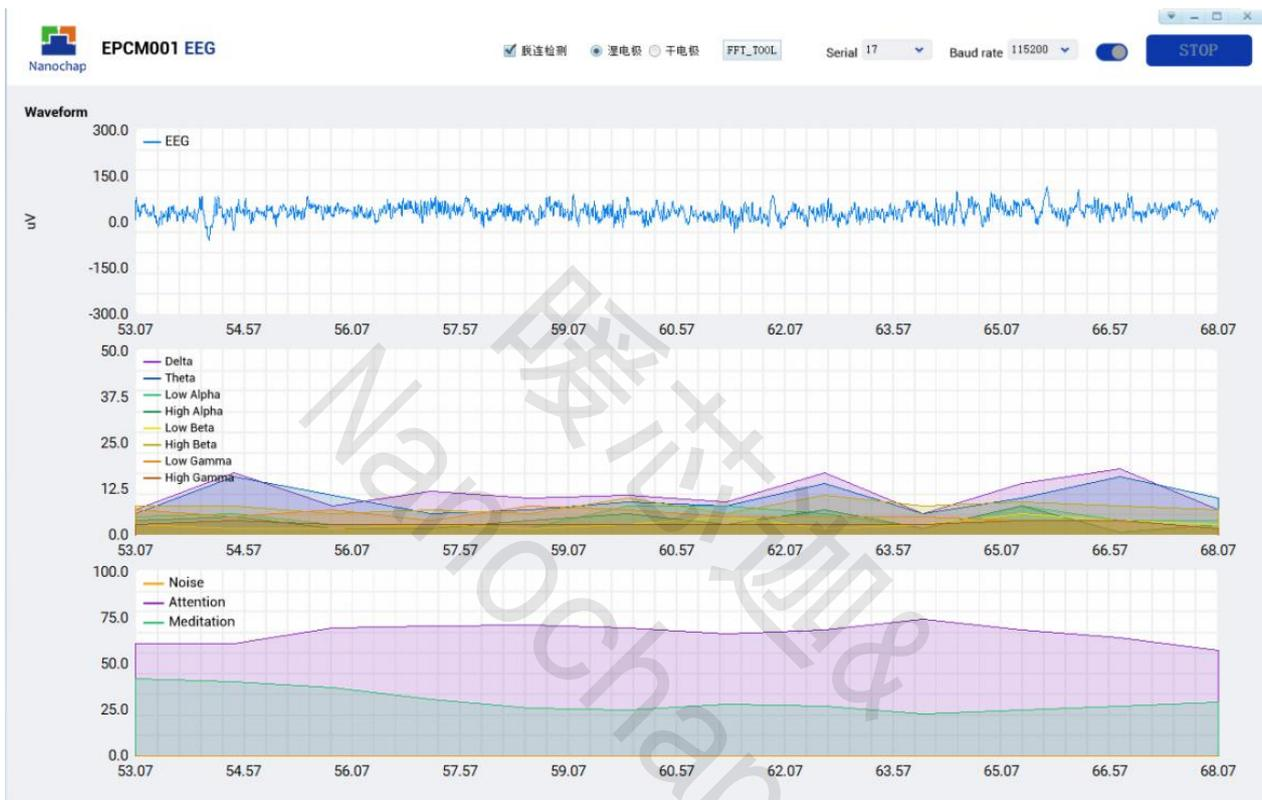 Nanochap
EPCM001 EEG
脱连检测 湿电极 干电极 FFT_TOOL Serial 17 Baud rate 115200 STOP
Waveform
300.0
150.0
0.0
-150.0
-300.0
uV
EEG
53.07 54.57 56.07 57.57 59.07 60.57 62.07 63.57 65.07 66.57 68.07
50.0
37.5
25.0
12.5
0.0
Delta
Theta
Low Alpha
High Alpha
Low Beta
High Beta
Low Gamma
High Gamma
53.07 54.57 56.07 57.57 59.07 60.57 62.07 63.57 65.07 66.57 68.07
100.0
75.0
50.0
25.0
0.0
Noise
Attention
Meditation
53.07 54.57 56.07 57.57 59.07 60.57 62.07 63.57 65.07 66.57 68.07
暖芯迦&
Nanochap